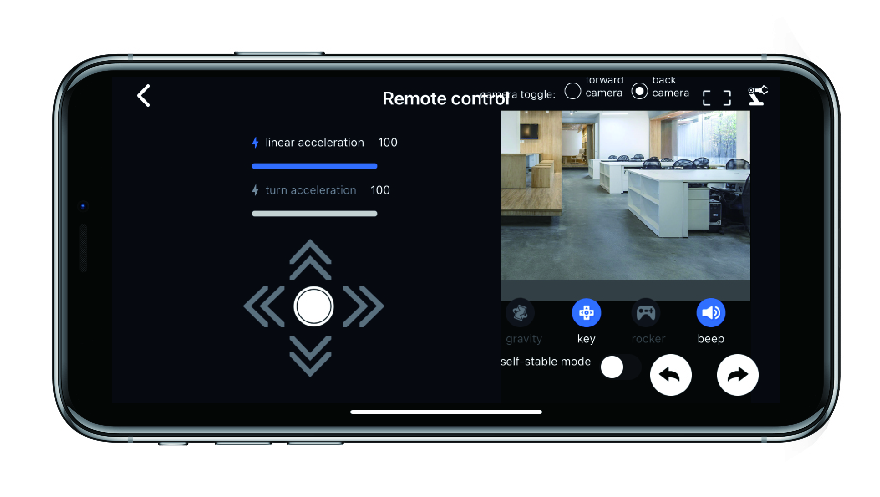 Remote control
camera toggle:
forward
camera
back
camera
linear acceleration 100
turn acceleration 100
gravity
key
rocker
beep
self-stable mode